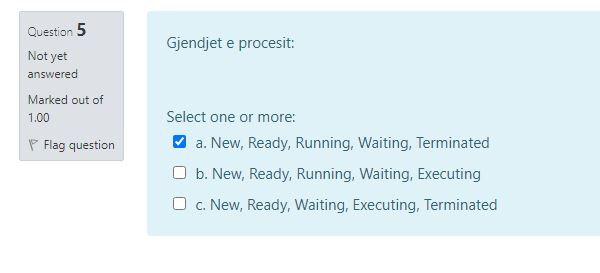 Question 5
Not yet
answered
Marked out of
1.00
Flag question
Gjendjet e procesit:
Select one or more:
a. New, Ready, Running, Waiting, Terminated
b. New, Ready, Running, Waiting, Executing
c. New, Ready, Waiting, Executing, Terminated